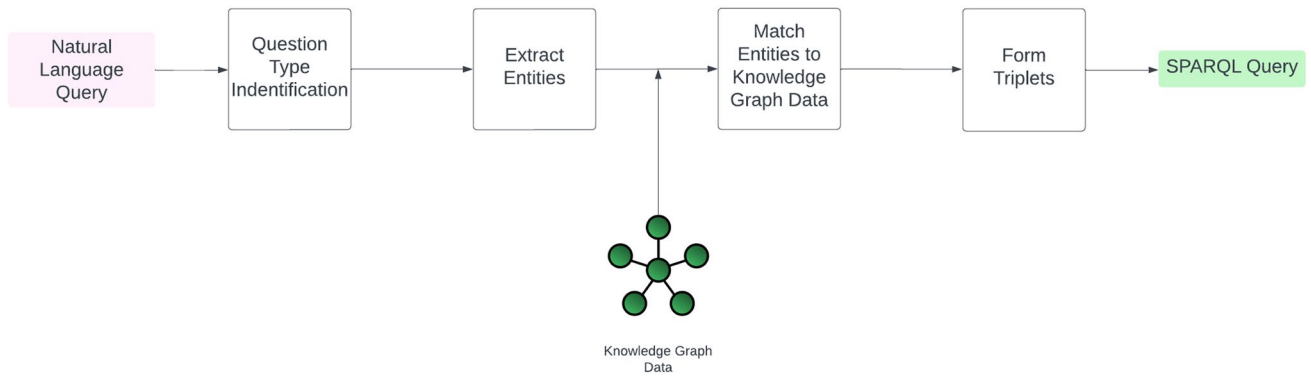 Natural
Language
Query
Question
Type
Indentification
Extract
Entities
Match
Entities to
Knowledge
Graph Data
Form
Triplets
SPARQL Query
Knowledge Graph
Data